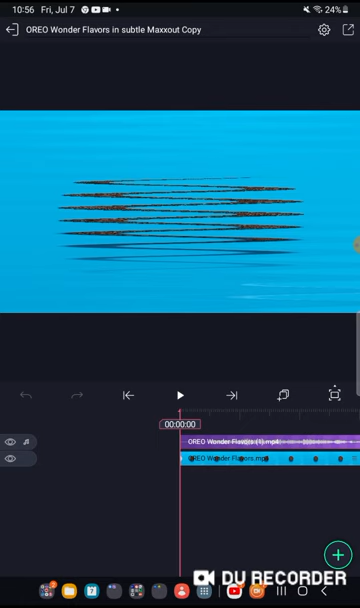 10:56 Fri, Jul 7
24%
OREO Wonder Flavors in subtle Maxxout Copy
00:00:00
OREO Wonder Flavors (1).mp4
OREO Wonder Flavors.mp4
7
DU RECORDER